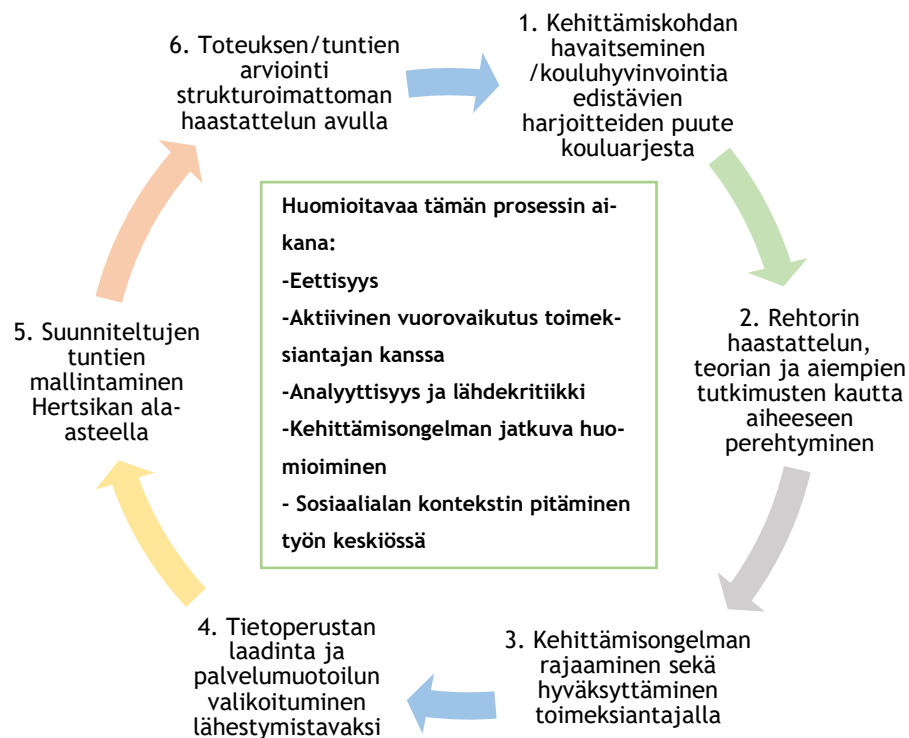 1. Kehittämiskohdan
havaitseminen
/kouluhyvinvointia
edistävien
harjoitteiden puute
kouluarjesta
2. Rehtorin
haastattelun,
teorian ja aiempien
tutkimusten kautta
aiheeseen
perehtyminen
3. Kehittämisongelman
rajaaminen sekä
hyväksyttäminen
toimeksiantajalla
4. Tietoperustan
laadinta ja
palvelumuotoilun
valikoituminen
lähestymistavaksi
5. Suunniteltujen
tuntien
mallintaminen
Hertsikan ala-
asteella
6. Toteuksen/tuntien
arviointi
strukturoimattoman
haastattelun avulla
Huomioitavaa tämän prosessin ai-
kana:
-Eettisyys
-Aktiivinen vuorovaikutus toimek-
siantajan kanssa
-Analyyttisyys ja lähdekritiikki
-Kehittämisongelman jatkuva huo-
mioiminen
- Sosiaalialan kontekstin pitäminen
työn keskiössä